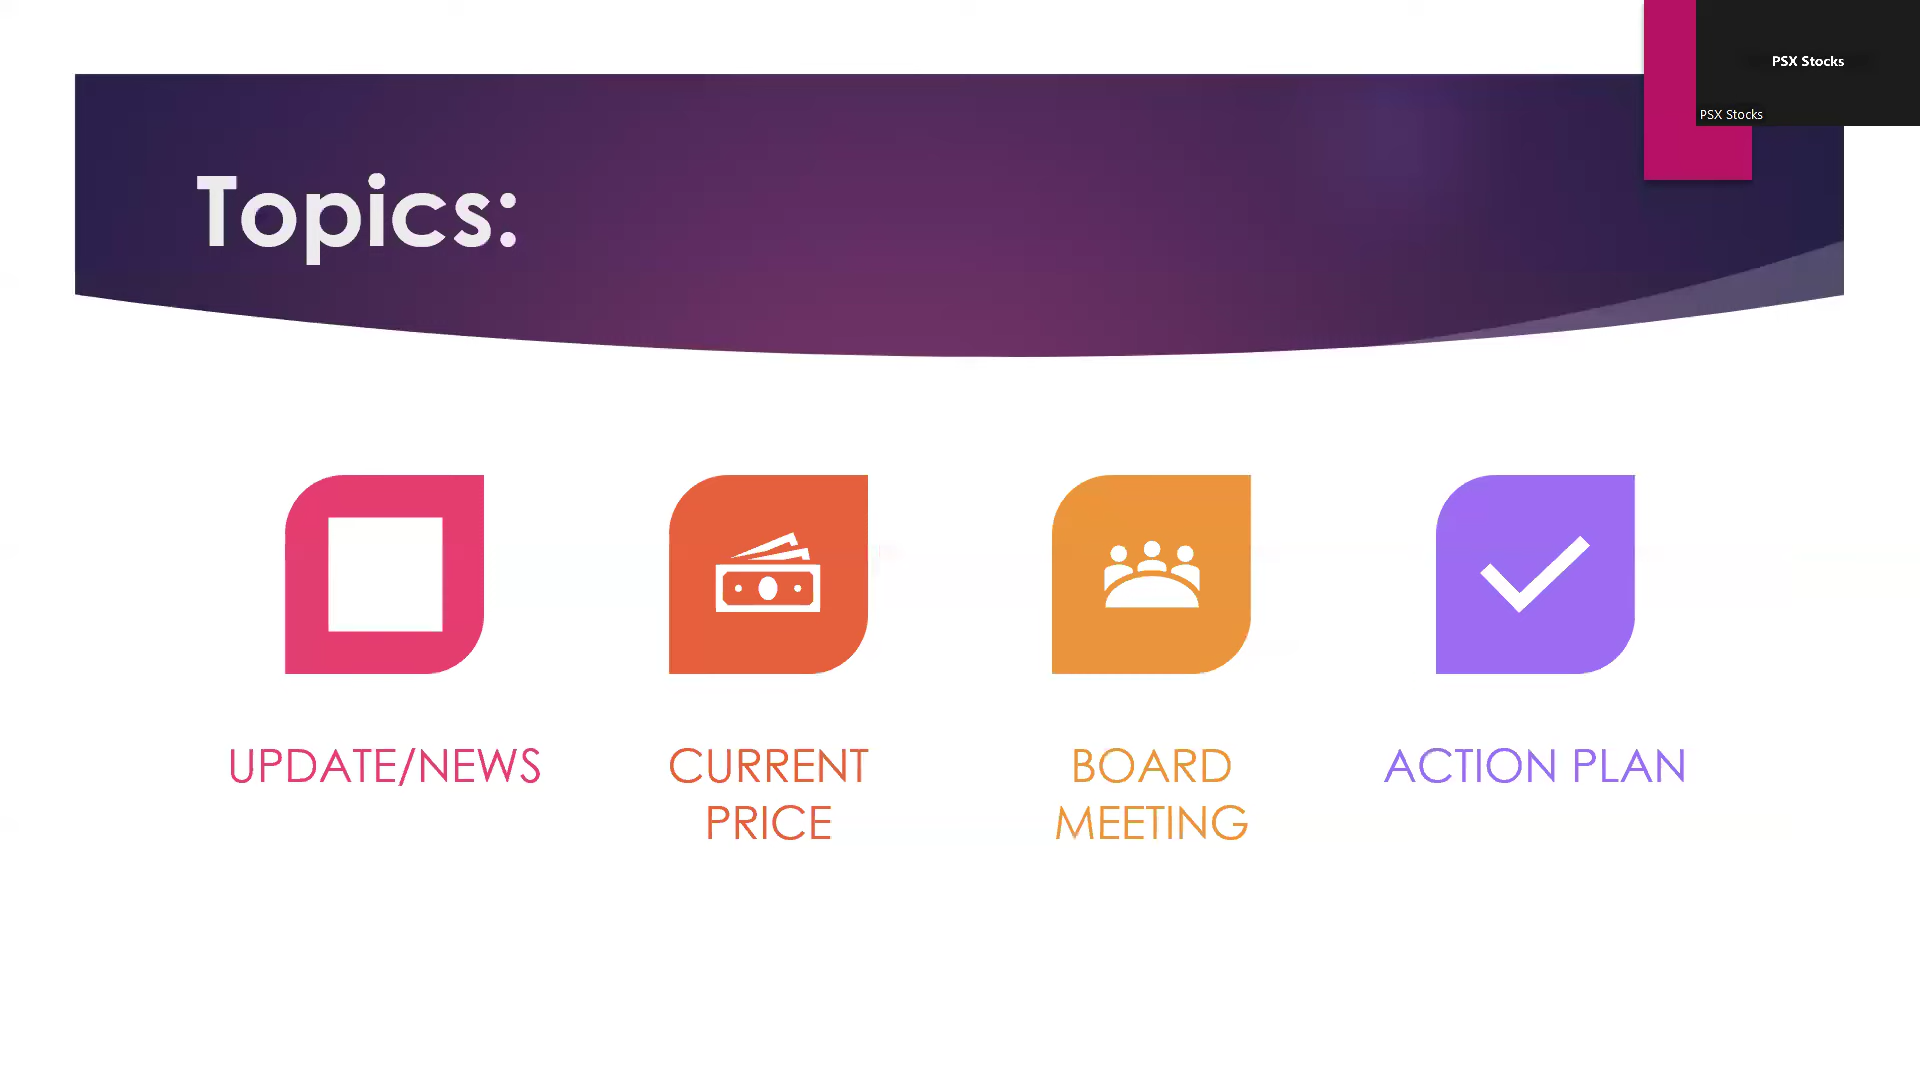 PSX Stocks
PSX Stocks
Topics:
UPDATE/NEWS
CURRENT
PRICE
BOARD
MEETING
ACTION PLAN